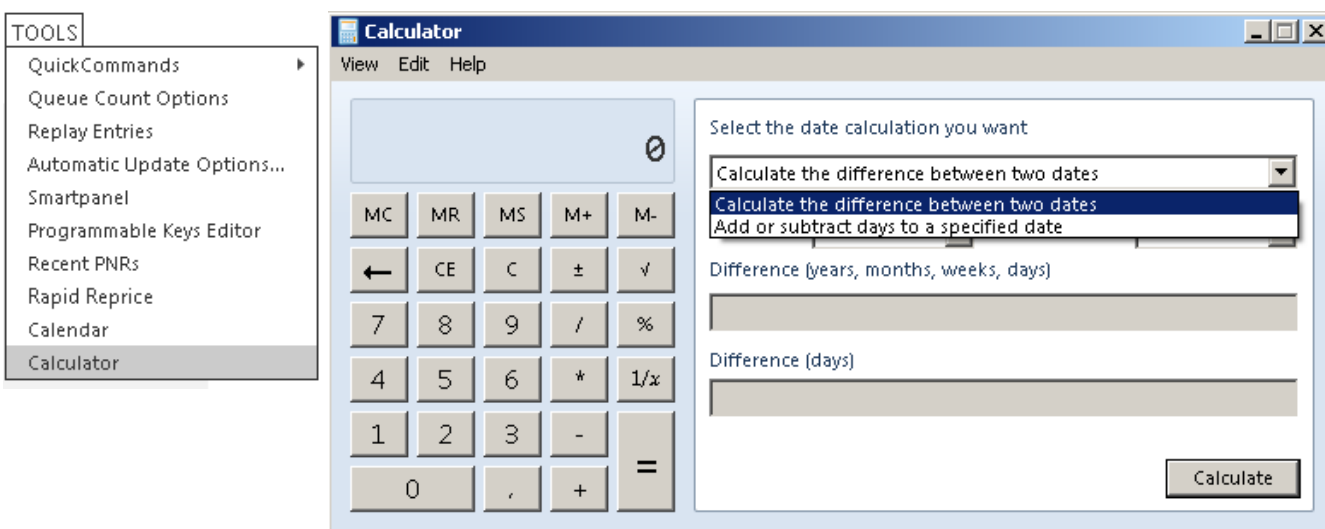 TOOLS
QuickCommands
Queue Count Options
Replay Entries
Automatic Update Options...
Smartpanel
Programmable Keys Editor
Recent PNRs
Rapid Reprice
Calendar
Calculator
Calculator
View Edit Help
0
MC MR MS M+ M-
← CE C ± √
7 8 9 / %
4 5 6 * 1/x
1 2 3 - =
0 , +
Select the date calculation you want
Calculate the difference between two dates
Calculate the difference between two dates
Add or subtract days to a specified date
Difference (years, months, weeks, days)
Difference (days)
Calculate